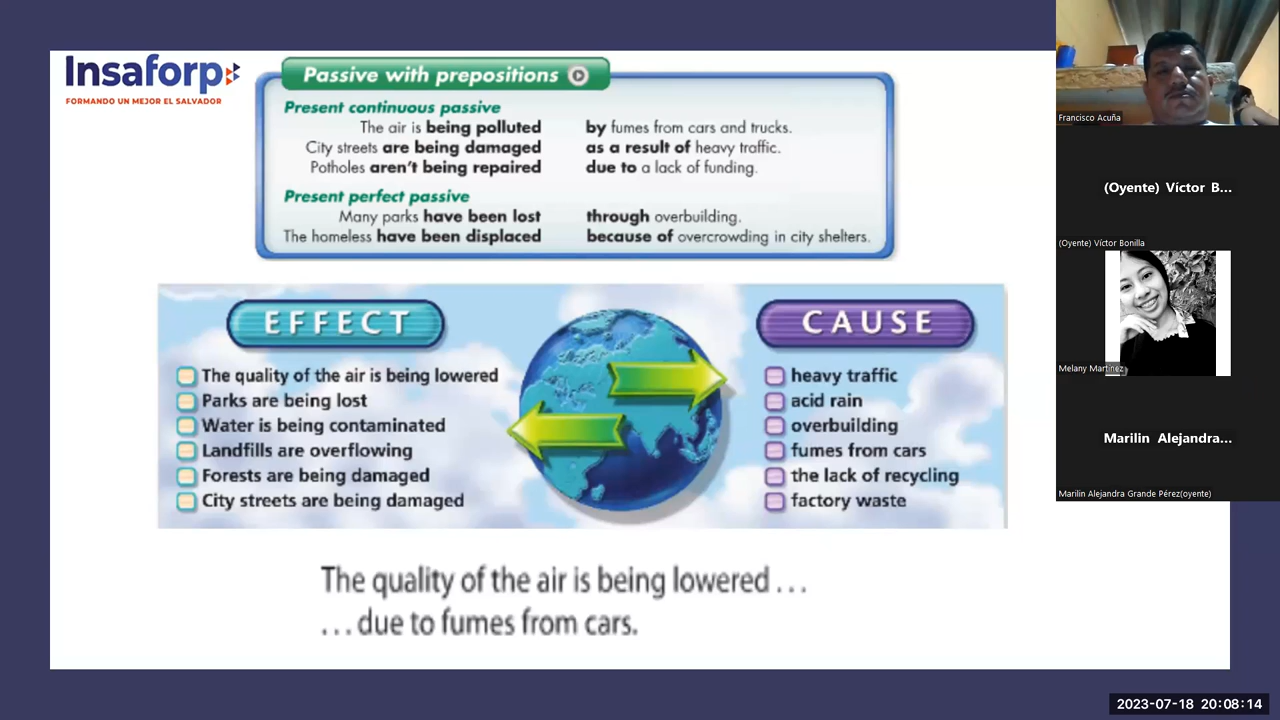 Insaforp
FORMANDO UN MEJOR EL SALVADOR
Passive with prepositions
Present continuous passive
The air is being polluted by fumes from cars and trucks.
City streets are being damaged as a result of heavy traffic.
Potholes aren't being repaired due to a lack of funding.
Present perfect passive
Many parks have been lost through overbuilding.
The homeless have been displaced because of overcrowding in city shelters.
EFFECT
The quality of the air is being lowered
Parks are being lost
Water is being contaminated
Landfills are overflowing
Forests are being damaged
City streets are being damaged
CAUSE
heavy traffic
acid rain
overbuilding
fumes from cars
the lack of recycling
factory waste
The quality of the air is being lowered ...
... due to fumes from cars.
Francisco Acuña
(Oyente) Víctor B...
(Oyente) Víctor Bonilla
Melany Martinez
Marilin Alejandra...
Marilin Alejandra Grande Pérez(oyente)
2023-07-18 20:08:14